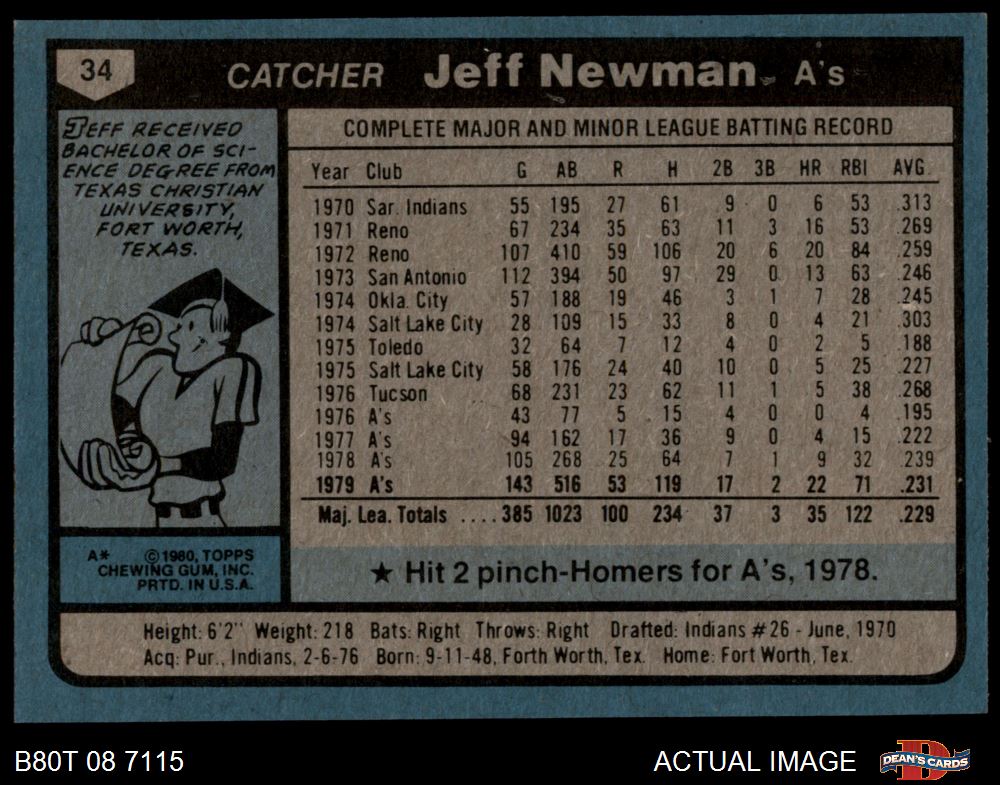 34
CATCHER Jeff Newman A's
JEFF RECEIVED
BACHELOR OF SCI-
ENCE DEGREE FROM
TEXAS CHRISTIAN
UNIVERSITY,
FORT WORTH,
TEXAS.
A* © 1980, TOPPS
CHEWING GUM, INC.
PRTD. IN U.S.A.
COMPLETE MAJOR AND MINOR LEAGUE BATTING RECORD
Year Club G AB R H 2B 3B HR RBI AVG.
1970 Sar. Indians 55 195 27 61 9 0 6 53 .313
1971 Reno 67 234 35 63 11 3 16 53 .269
1972 Reno 107 410 59 106 20 6 20 84 .259
1973 San Antonio 112 394 50 97 29 0 13 63 .246
1974 Okla. City 57 188 19 46 3 1 7 28 .245
1974 Salt Lake City 28 109 15 33 8 0 4 21 .303
1975 Toledo 32 64 7 12 4 0 2 5 .188
1975 Salt Lake City 58 176 24 40 10 0 5 25 .227
1976 Tucson 68 231 23 62 11 1 5 38 .268
1976 A's 43 77 5 15 4 0 0 4 .195
1977 A's 94 162 17 36 9 0 4 15 .222
1978 A's 105 268 25 64 7 1 9 32 .239
1979 A's 143 516 53 119 17 2 22 71 .231
Maj. Lea. Totals ....385 1023 100 234 37 3 35 122 .229
★ Hit 2 pinch-Homers for A's, 1978.
Height: 6'2" Weight: 218 Bats: Right Throws: Right Drafted: Indians #26 - June, 1970
Acq: Pur., Indians, 2-6-76 Born: 9-11-48, Forth Worth, Tex. Home: Fort Worth, Tex.
B80T 08 7115
ACTUAL IMAGE
D
DEAN'S CARDS